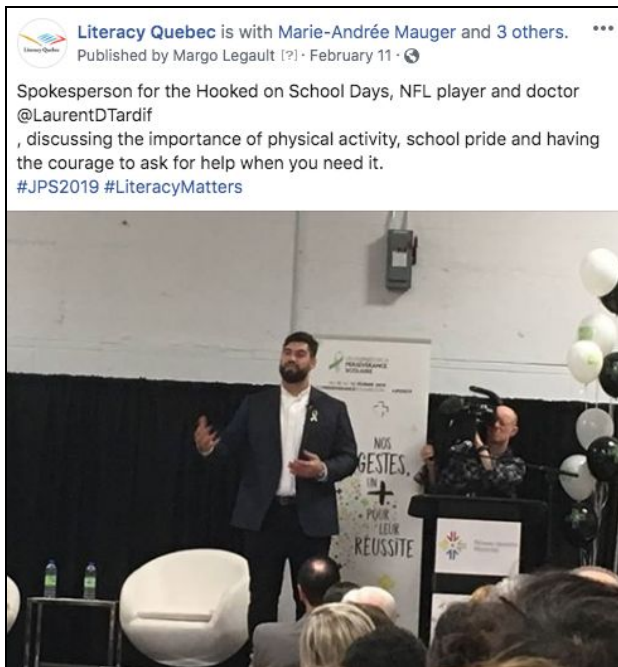 Literacy Quebec is with Marie-Andrée Mauger and 3 others.
Literacy Quebec
Published by Margo Legault [?] · February 11 ·
Spokesperson for the Hooked on School Days, NFL player and doctor
@LaurentDTardif
, discussing the importance of physical activity, school pride and having
the courage to ask for help when you need it.
#JPS2019 #LiteracyMatters
PERSÉVÉRANCE
SCOLAIRE
NOS
GESTES,
UN
+
POUR
LEUR
RÉUSSITE